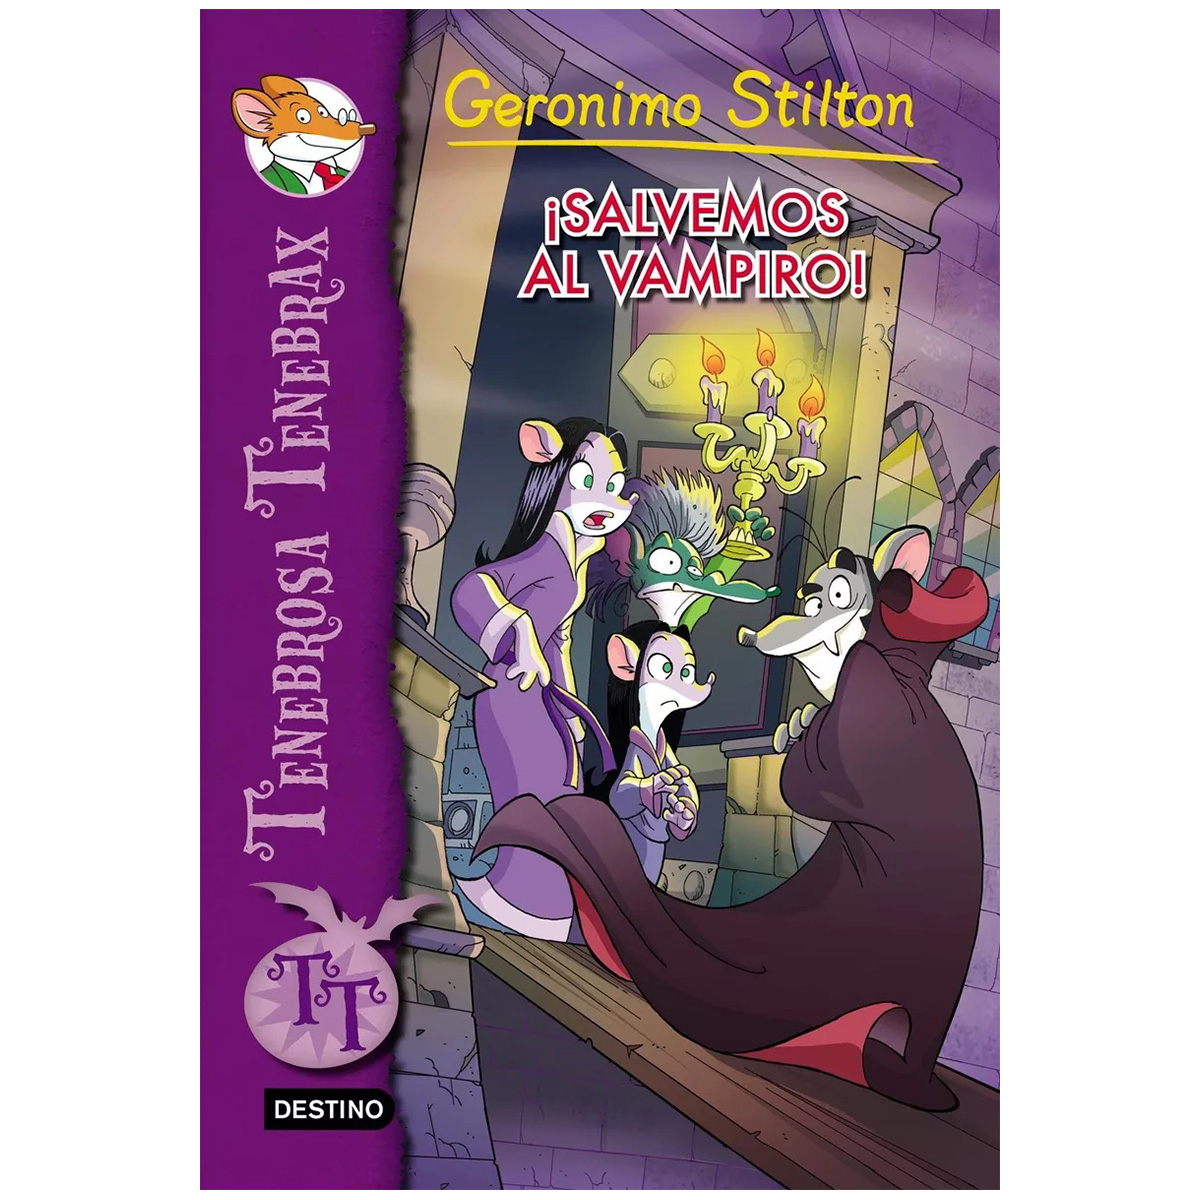 Geronimo Stilton
¡SALVEMOS
AL VAMPIRO!
TENEBROSA TENEBRAX
TT
DESTINO